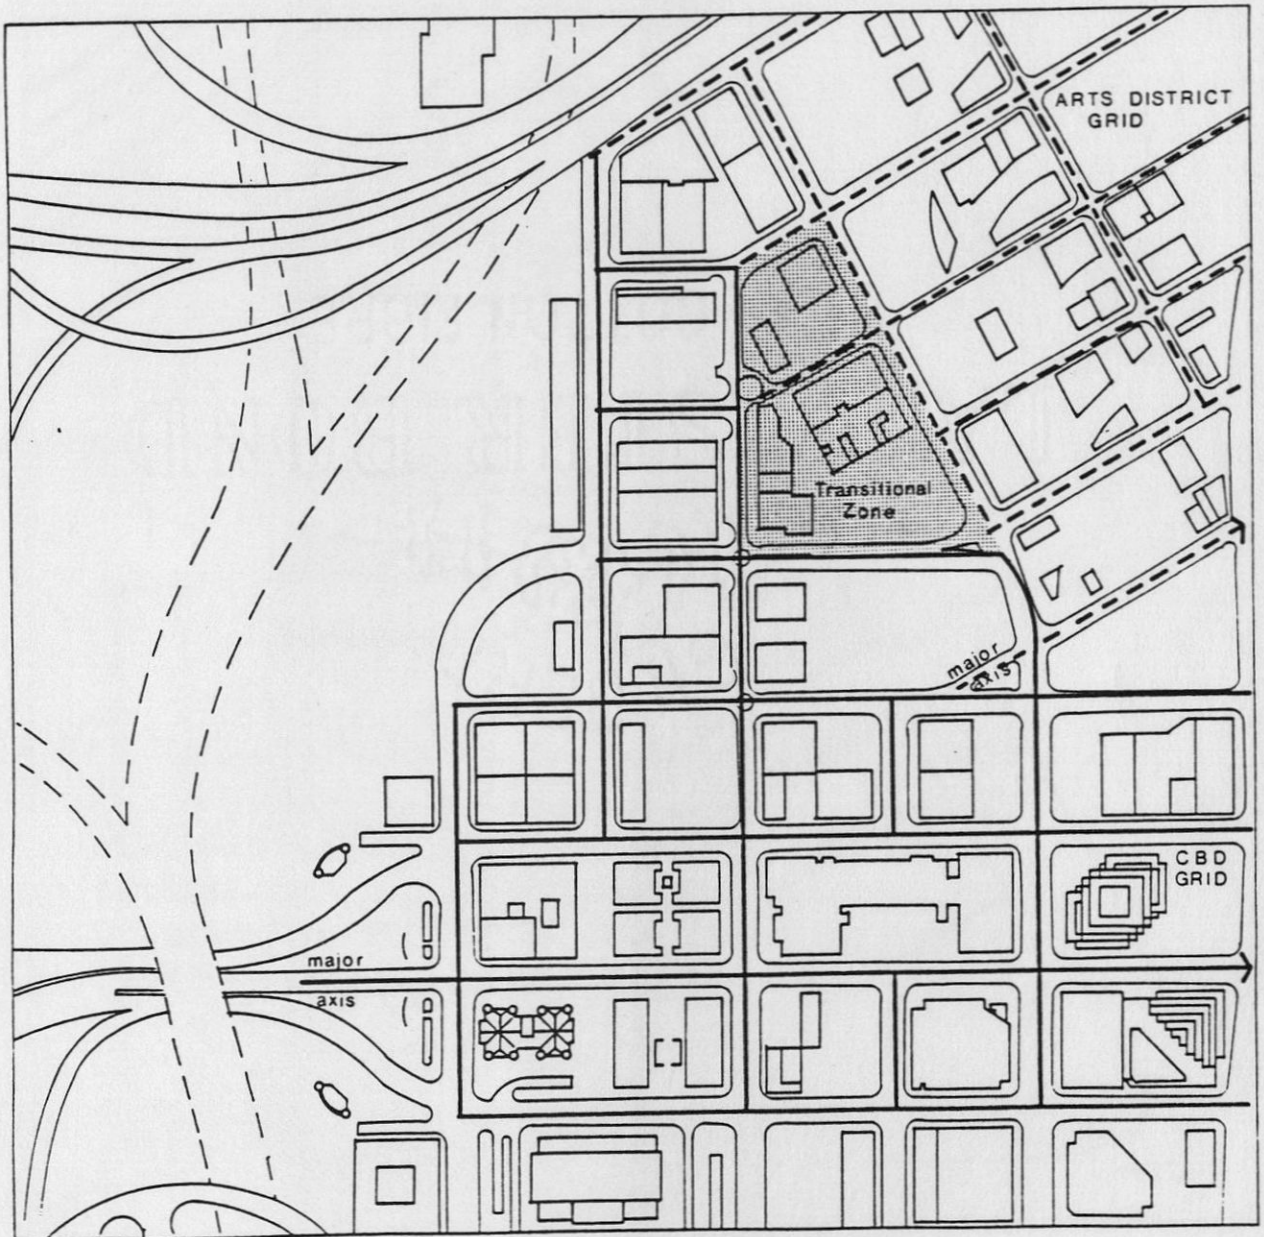 ARTS DISTRICT
GRID
Transitional
Zone
major
axis
CBD
GRID
major
axis